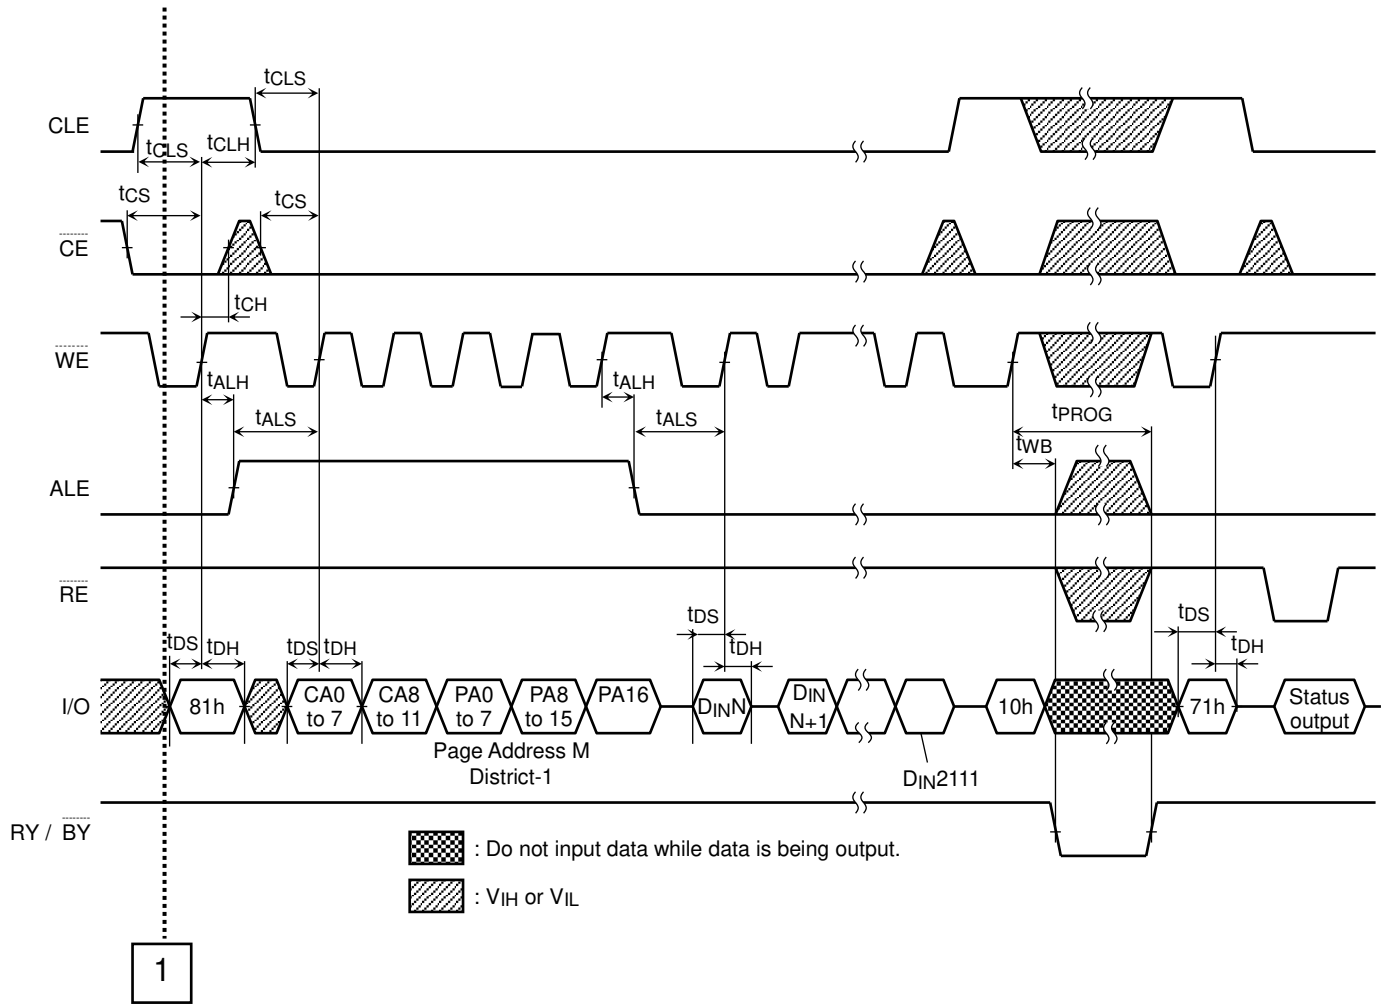 tCLS
CLE
tCLS
tCLH
tCS
tCS
CE
tCH
WE
tALH
tALH
tALS
tALS
tPROG
tWB
ALE
RE
tDS
tDH
tDS
tDH
tDS
tDH
tDS
tDH
I/O
81h
CA0
to 7
CA8
to 11
PA0
to 7
PA8
to 15
PA16
DINN
DIN
N+1
10h
71h
Status
output
Page Address M
District-1
DIN2111
RY / BY
: Do not input data while data is being output.
: VIH or VIL
1